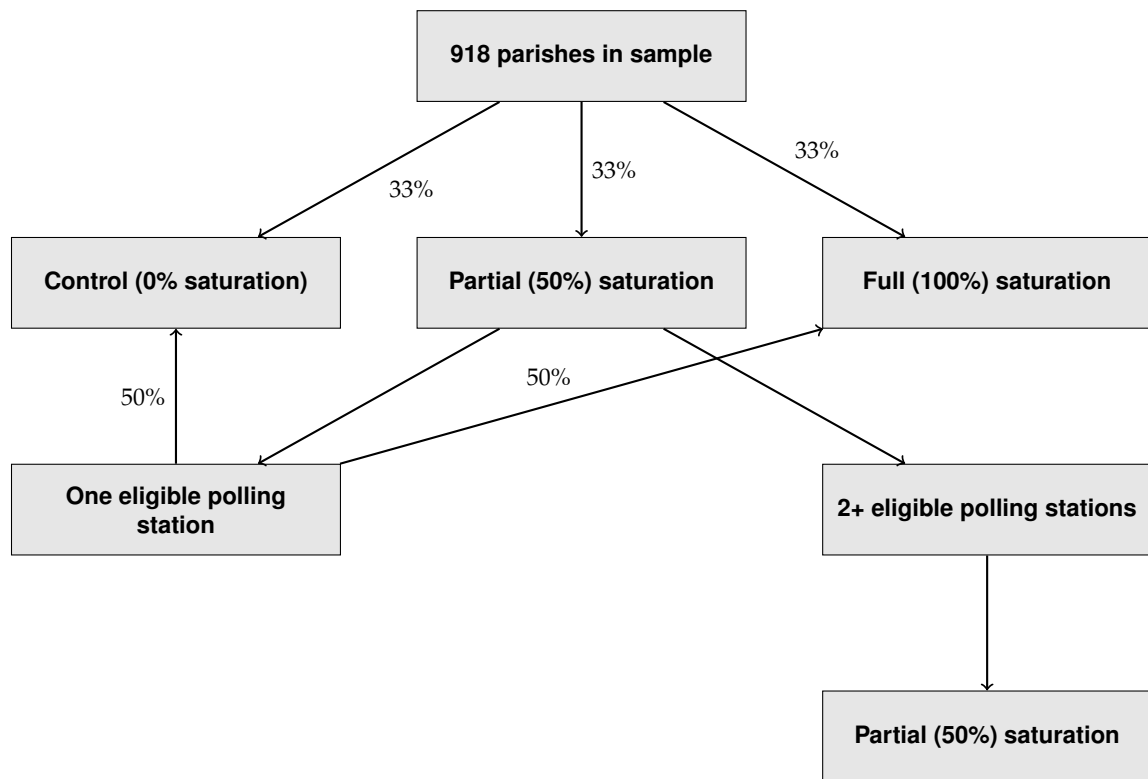 918 parishes in sample
33%
33%
33%
Control (0% saturation)
Partial (50%) saturation
Full (100%) saturation
50%
50%
One eligible polling
station
2+ eligible polling stations
Partial (50%) saturation